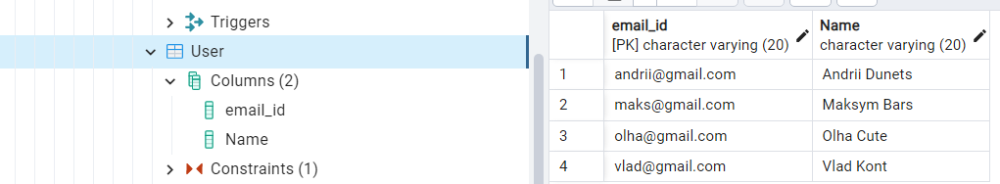 Triggers
User
Columns (2)
email_id
Name
Constraints (1)
email_id Name
[PK] character varying (20) character varying (20)
1 andrii@gmail.com Andrii Dunets
2 maks@gmail.com Maksym Bars
3 olha@gmail.com Olha Cute
4 vlad@gmail.com Vlad Kont